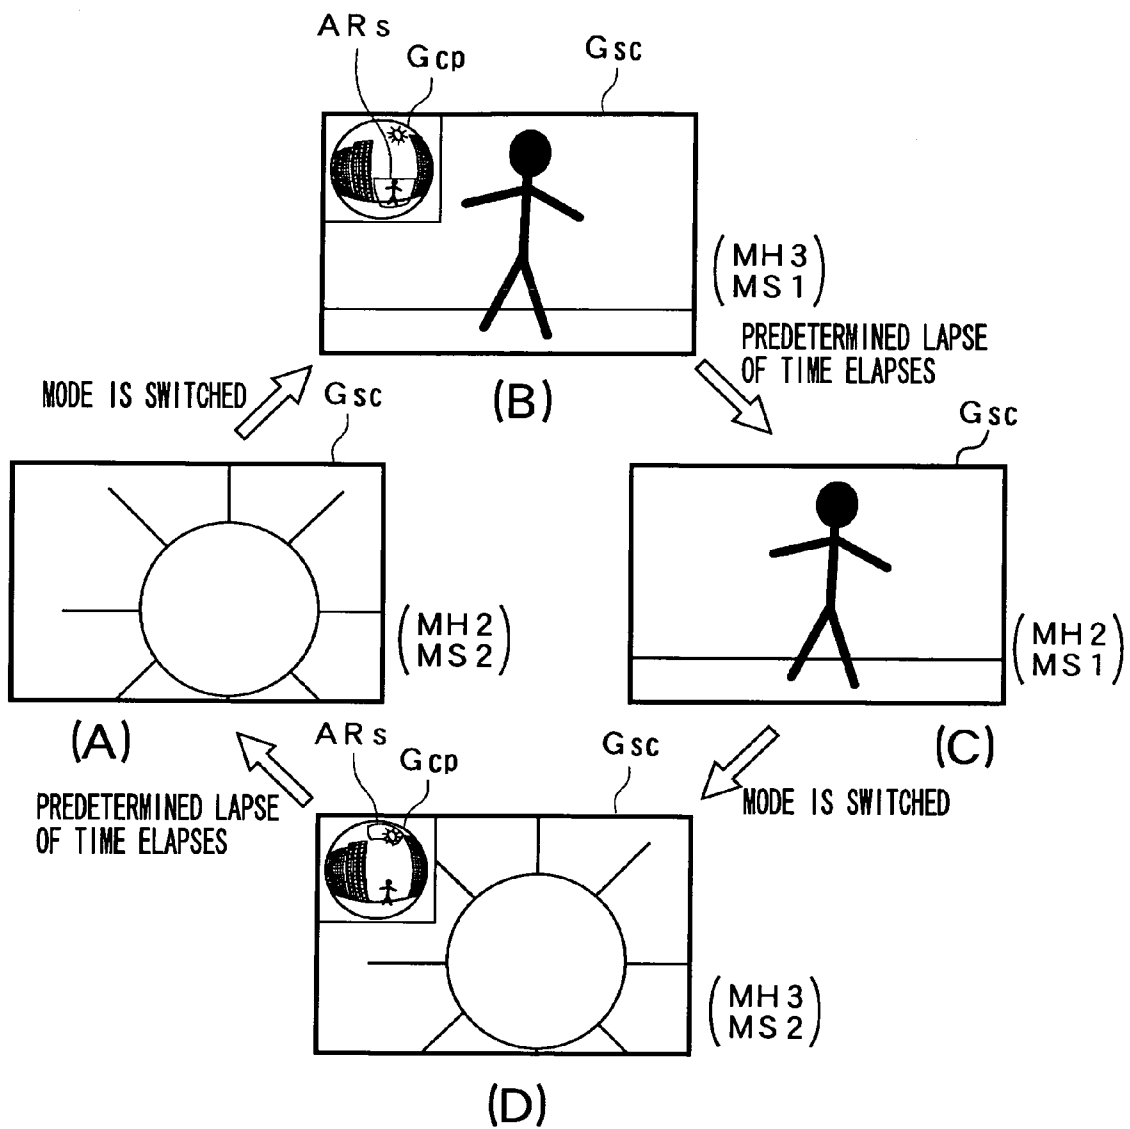 ARs
Gcp
Gsc
(MH3
MS1)
PREDETERMINED LAPSE
OF TIME ELAPSES
MODE IS SWITCHED
(B)
Gsc
Gsc
(MH2
MS2)
(MH2
MS1)
(A)
(C)
ARs
Gcp
Gsc
PREDETERMINED LAPSE
OF TIME ELAPSES
MODE IS SWITCHED
(MH3
MS2)
(D)